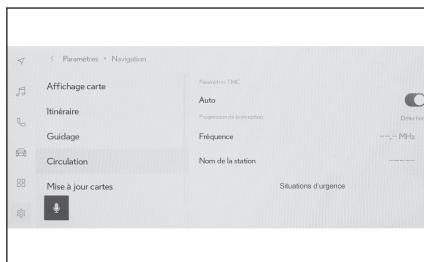 Paramètres • Navigation
Affichage carte
Itinéraire
Guidage
Circulation
Mise à jour cartes
Paramètres TMC
Auto
Progression de la réception
Détection
Fréquence
---.-- MHz
Nom de la station
--------
Situations d'urgence